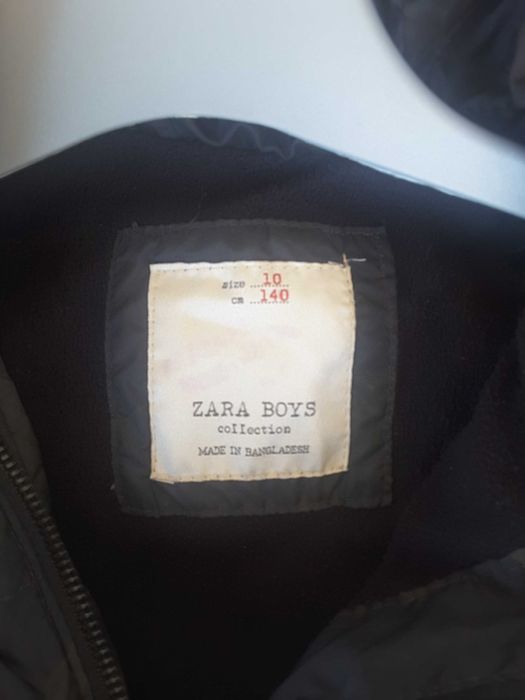 size 10
cm 140
ZARA BOYS
collection
MADE IN BANGLADESH